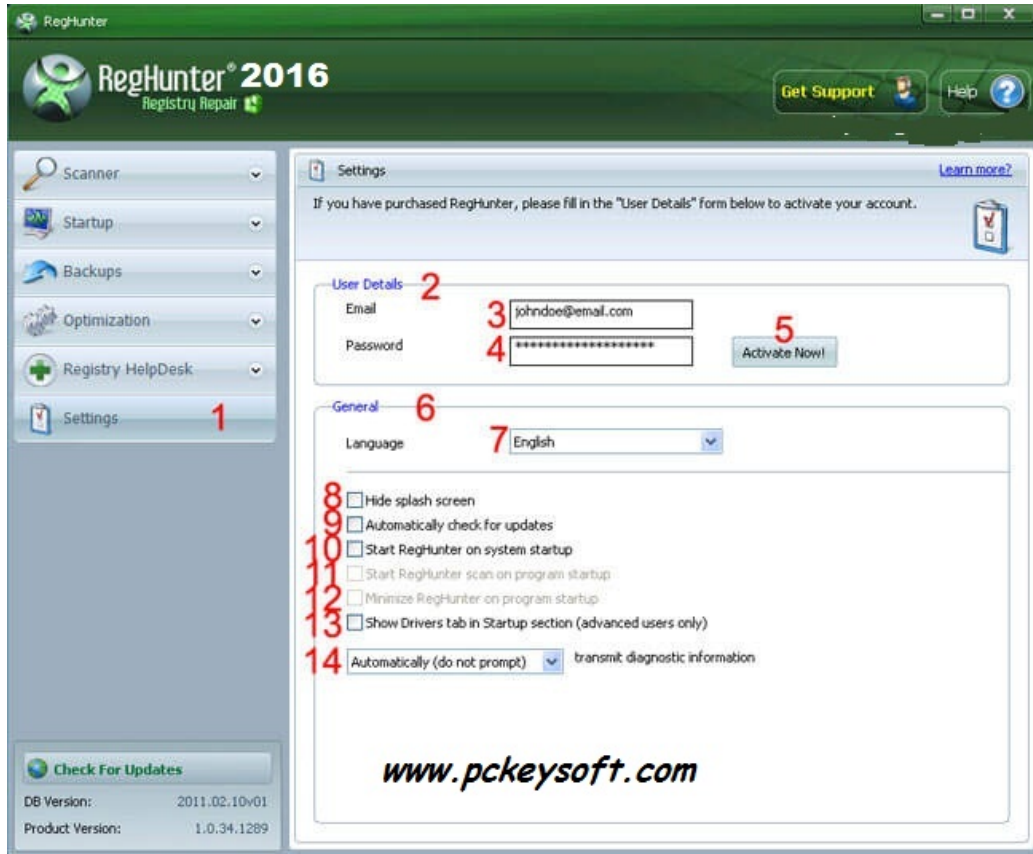 RegHunter
RegHunter® 2016
Registry Repair
Get Support
Help
Scanner
Startup
Backups
Optimization
Registry HelpDesk
Settings 1
Settings
Learn more?
If you have purchased RegHunter, please fill in the "User Details" form below to activate your account.
User Details 2
Email 3 johndoe@email.com
Password 4 *******************
5
Activate Now!
General 6
Language 7 English
8 Hide splash screen
9 Automatically check for updates
10 Start RegHunter on system startup
11 Start RegHunter scan on program startup
12 Minimize RegHunter on program startup
13 Show Drivers tab in Startup section (advanced users only)
14 Automatically (do not prompt) transmit diagnostic information
www.pckeysoft.com
Check For Updates
DB Version: 2011.02.10v01
Product Version: 1.0.34.1289